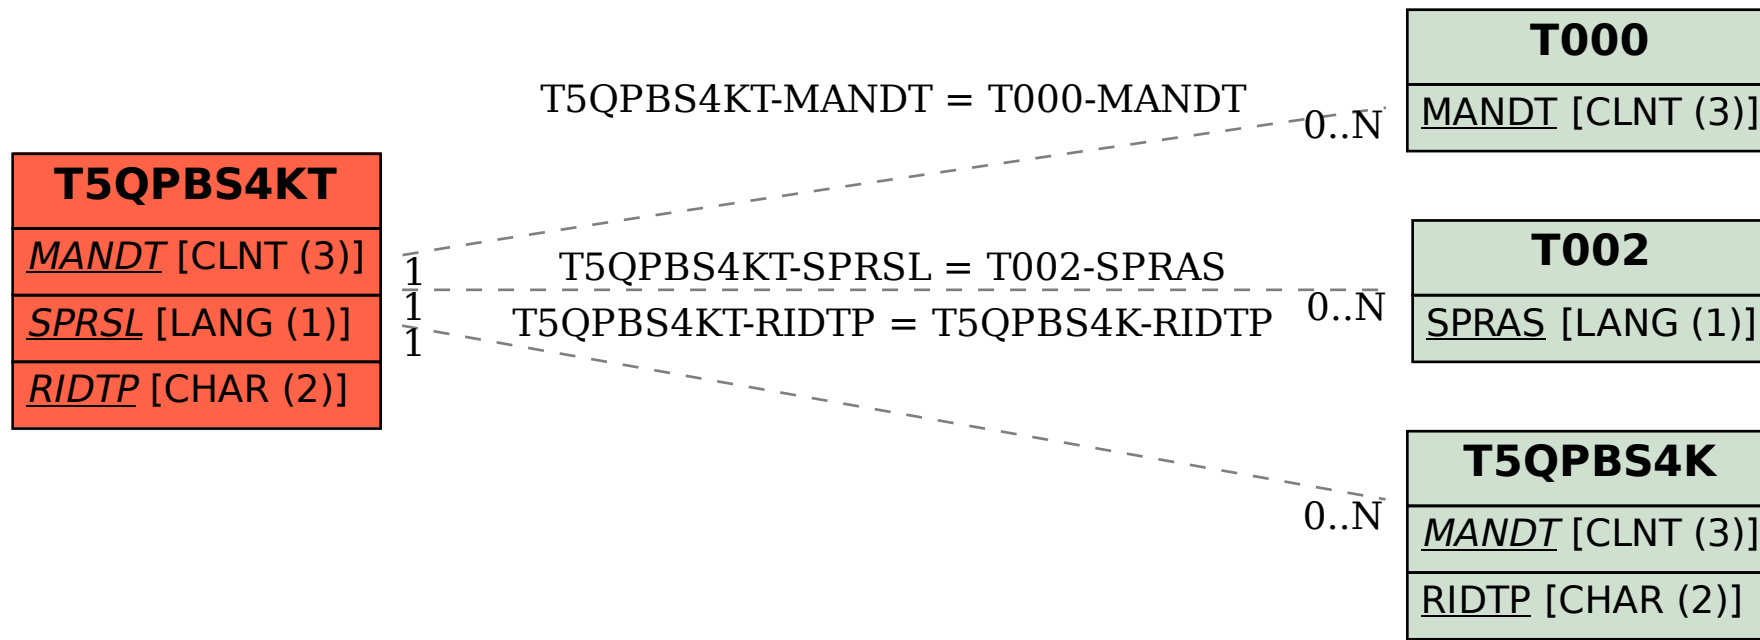 T5QPBS4KT
MANDT [CLNT (3)]
SPRSL [LANG (1)]
RIDTP [CHAR (2)]
T5QPBS4KT-MANDT = T000-MANDT
0..N
1
T5QPBS4KT-SPRSL = T002-SPRAS
0..N
1
T5QPBS4KT-RIDTP = T5QPBS4K-RIDTP
0..N
1
T000
MANDT [CLNT (3)]
T002
SPRAS [LANG (1)]
T5QPBS4K
MANDT [CLNT (3)]
RIDTP [CHAR (2)]